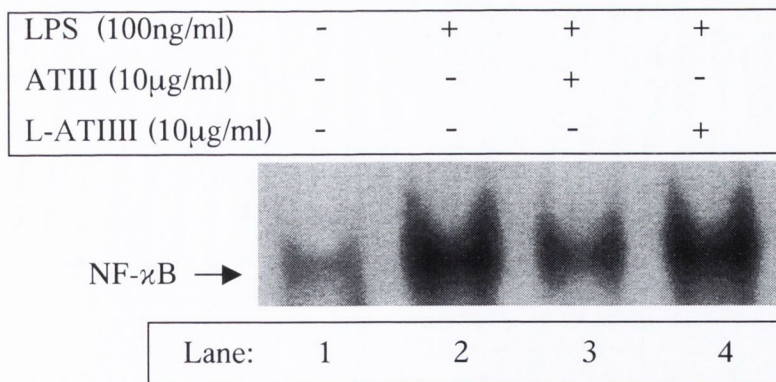 LPS (100ng/ml) - + + +
ATIII (10µg/ml) - - + -
L-ATIIII (10µg/ml) - - - +
NF-ϰB →
Lane: 1 2 3 4